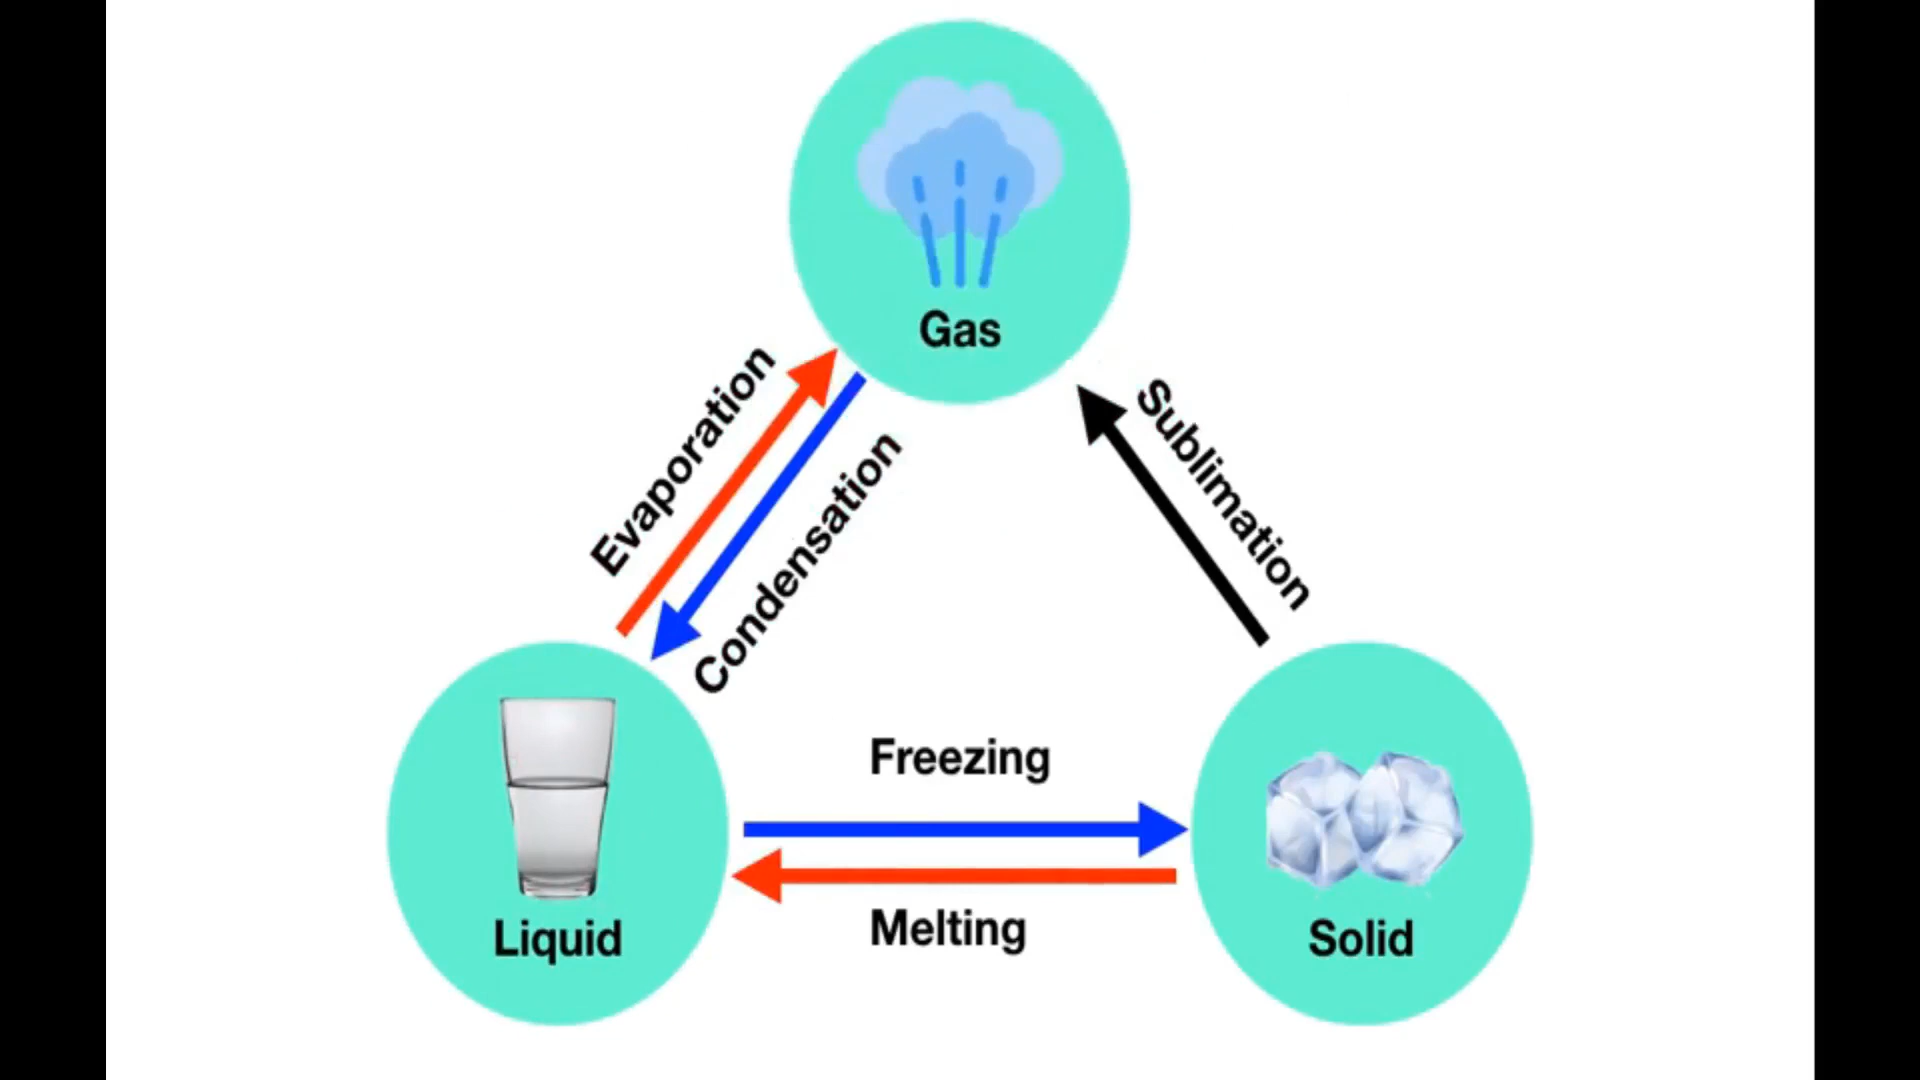 Gas
Evaporation
Condensation
Sublimation
Freezing
Melting
Liquid
Solid